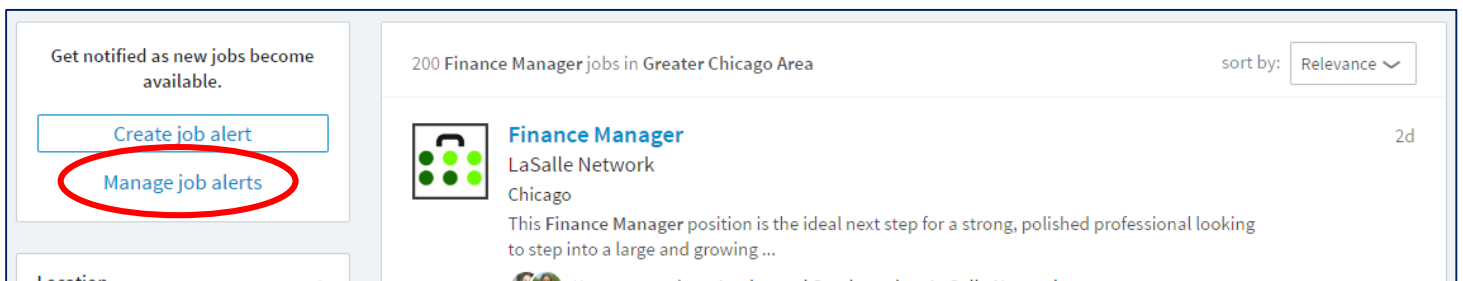 Get notified as new jobs become
available.
Create job alert
Manage job alerts
200 Finance Manager jobs in Greater Chicago Area
sort by: Relevance
Finance Manager
2d
LaSalle Network
Chicago
This Finance Manager position is the ideal next step for a strong, polished professional looking
to step into a large and growing ...
Location